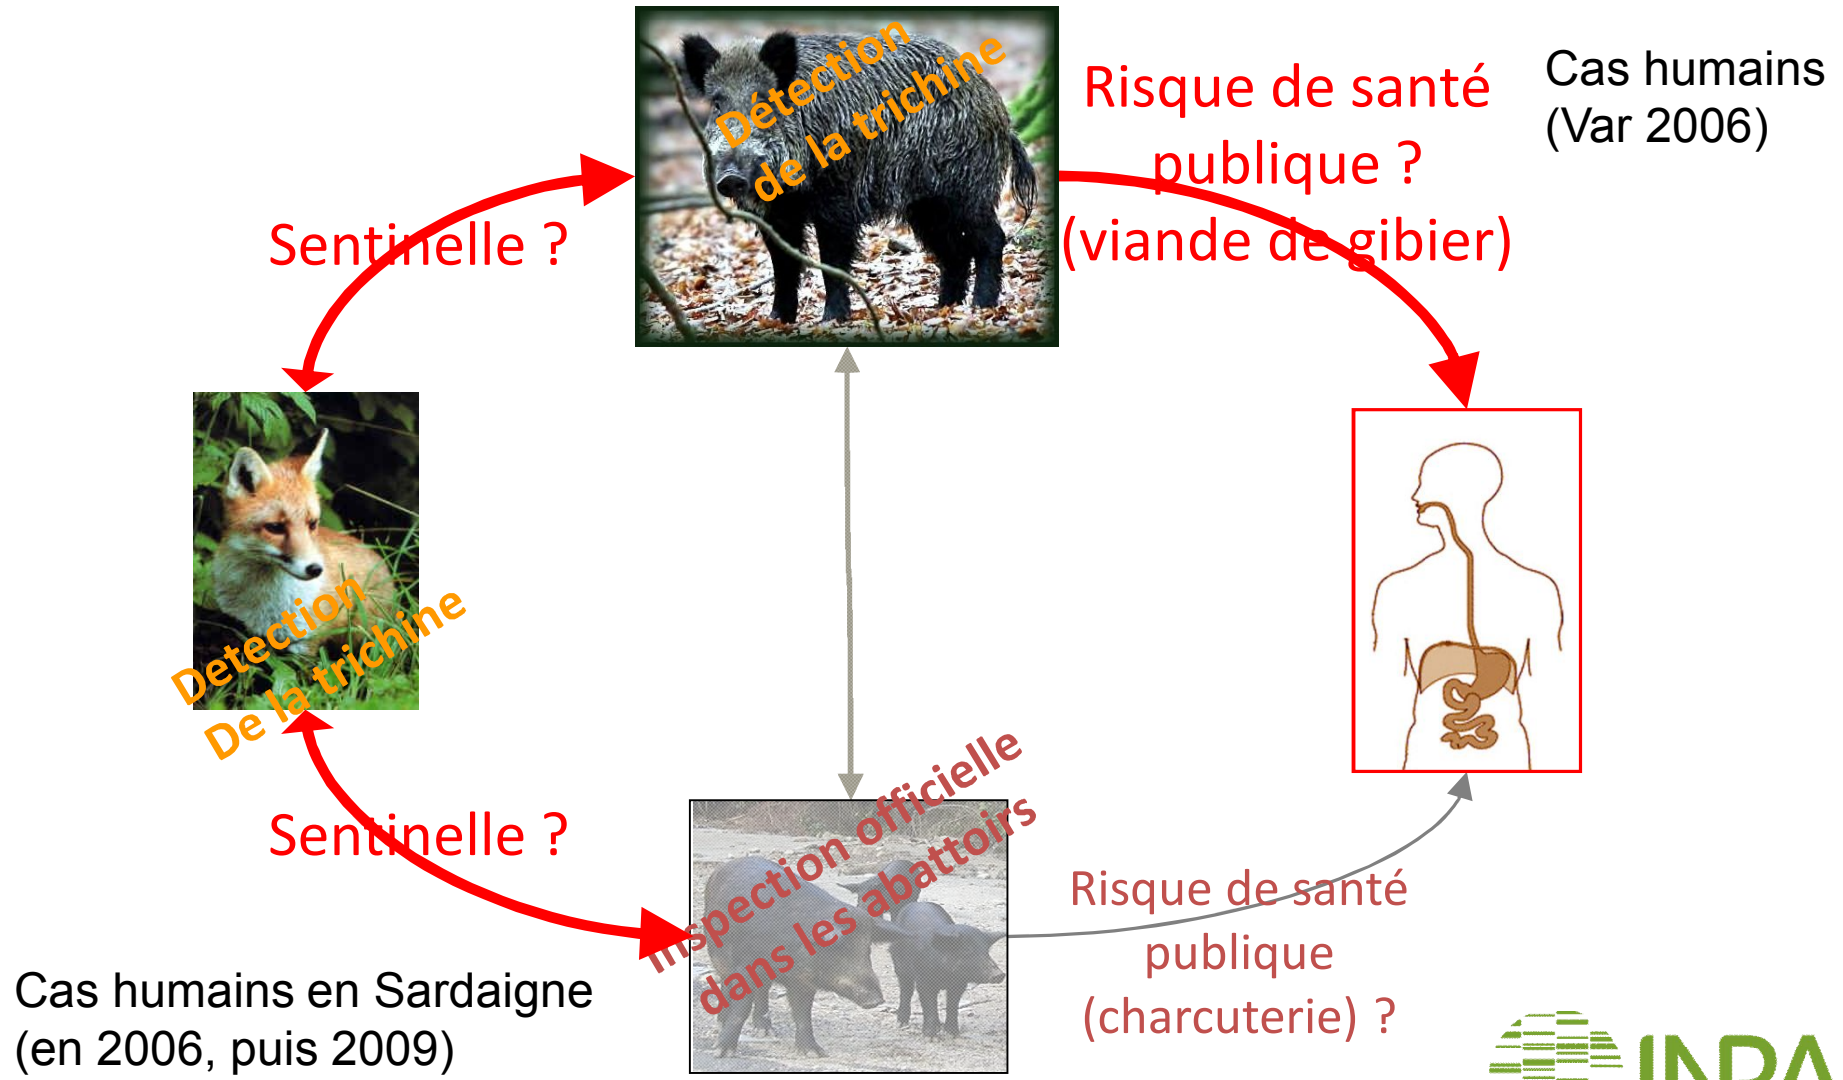 Détection
de la trichine
Risque de santé
publique ?
(viande de gibier)
Cas humains
(Var 2006)
Sentinelle ?
Detection
De la trichine
Sentinelle ?
Inspection officielle
dans les abattoirs
Risque de santé
publique
(charcuterie) ?
Cas humains en Sardaigne
(en 2006, puis 2009)